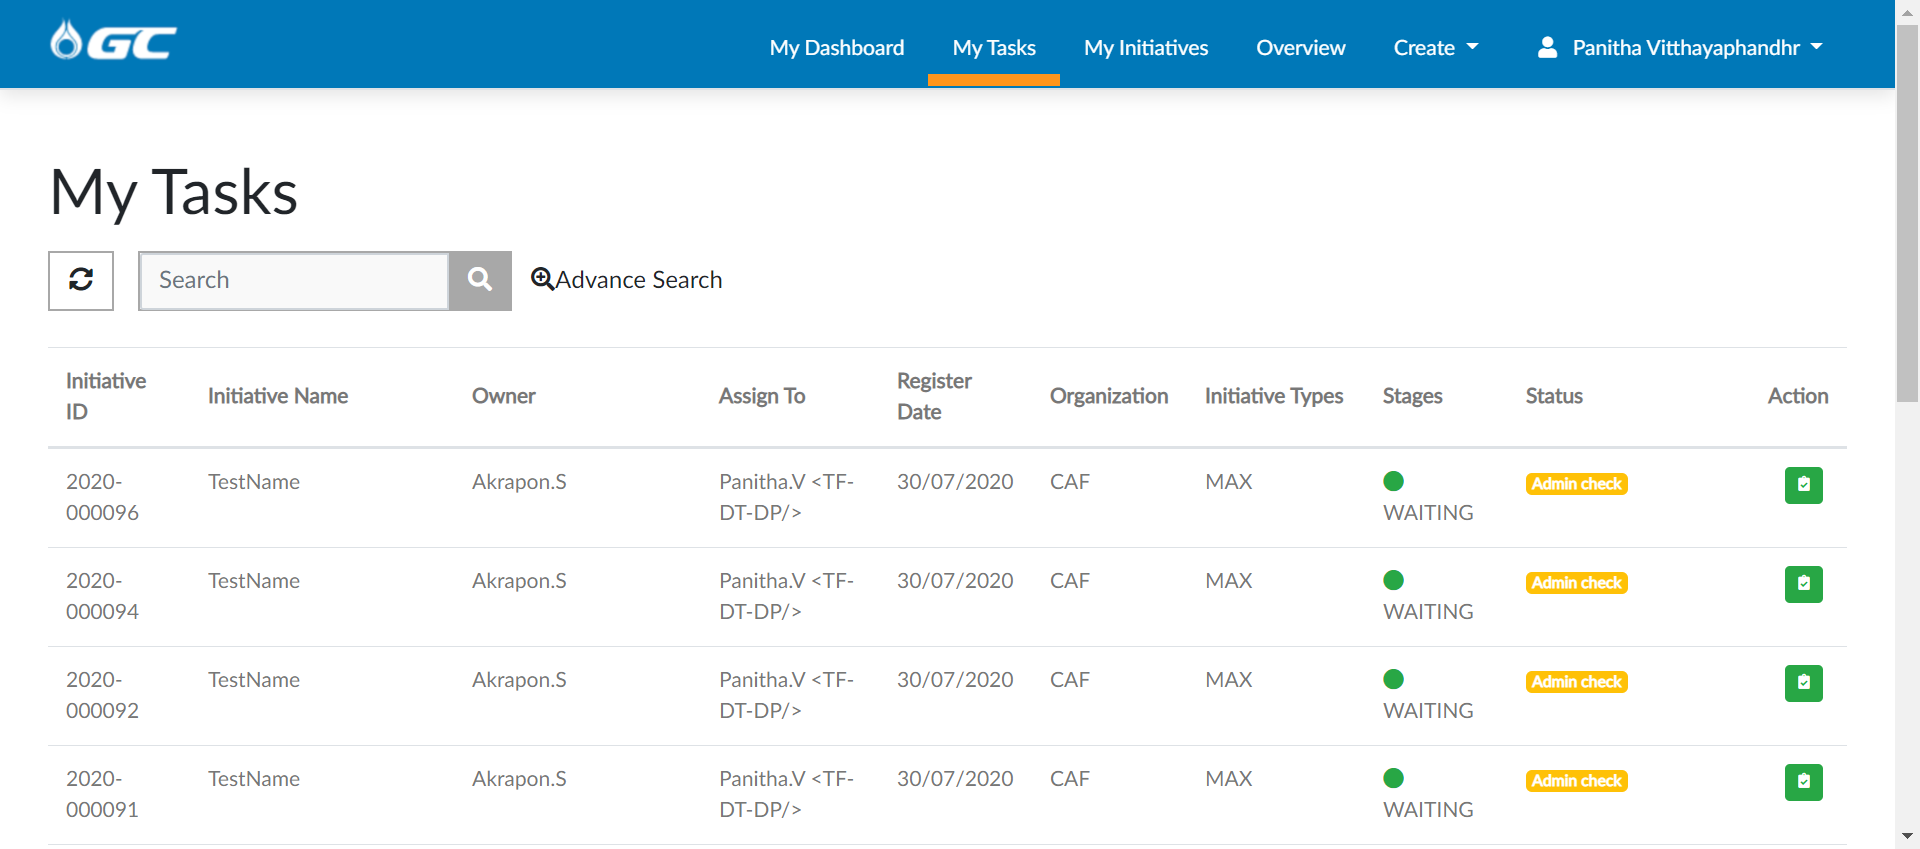 GC
My Dashboard My Tasks My Initiatives Overview Create Panitha Vitthayaphandhr
My Tasks
Search Advance Search
Initiative ID Initiative Name Owner Assign To Register Date Organization Initiative Types Stages Status Action
2020- TestName Akrapon.S Panitha.V <TF- 30/07/2020 CAF MAX Admin check
000096 DT-DP/> WAITING
2020- TestName Akrapon.S Panitha.V <TF- 30/07/2020 CAF MAX Admin check
000094 DT-DP/> WAITING
2020- TestName Akrapon.S Panitha.V <TF- 30/07/2020 CAF MAX Admin check
000092 DT-DP/> WAITING
2020- TestName Akrapon.S Panitha.V <TF- 30/07/2020 CAF MAX Admin check
000091 DT-DP/> WAITING